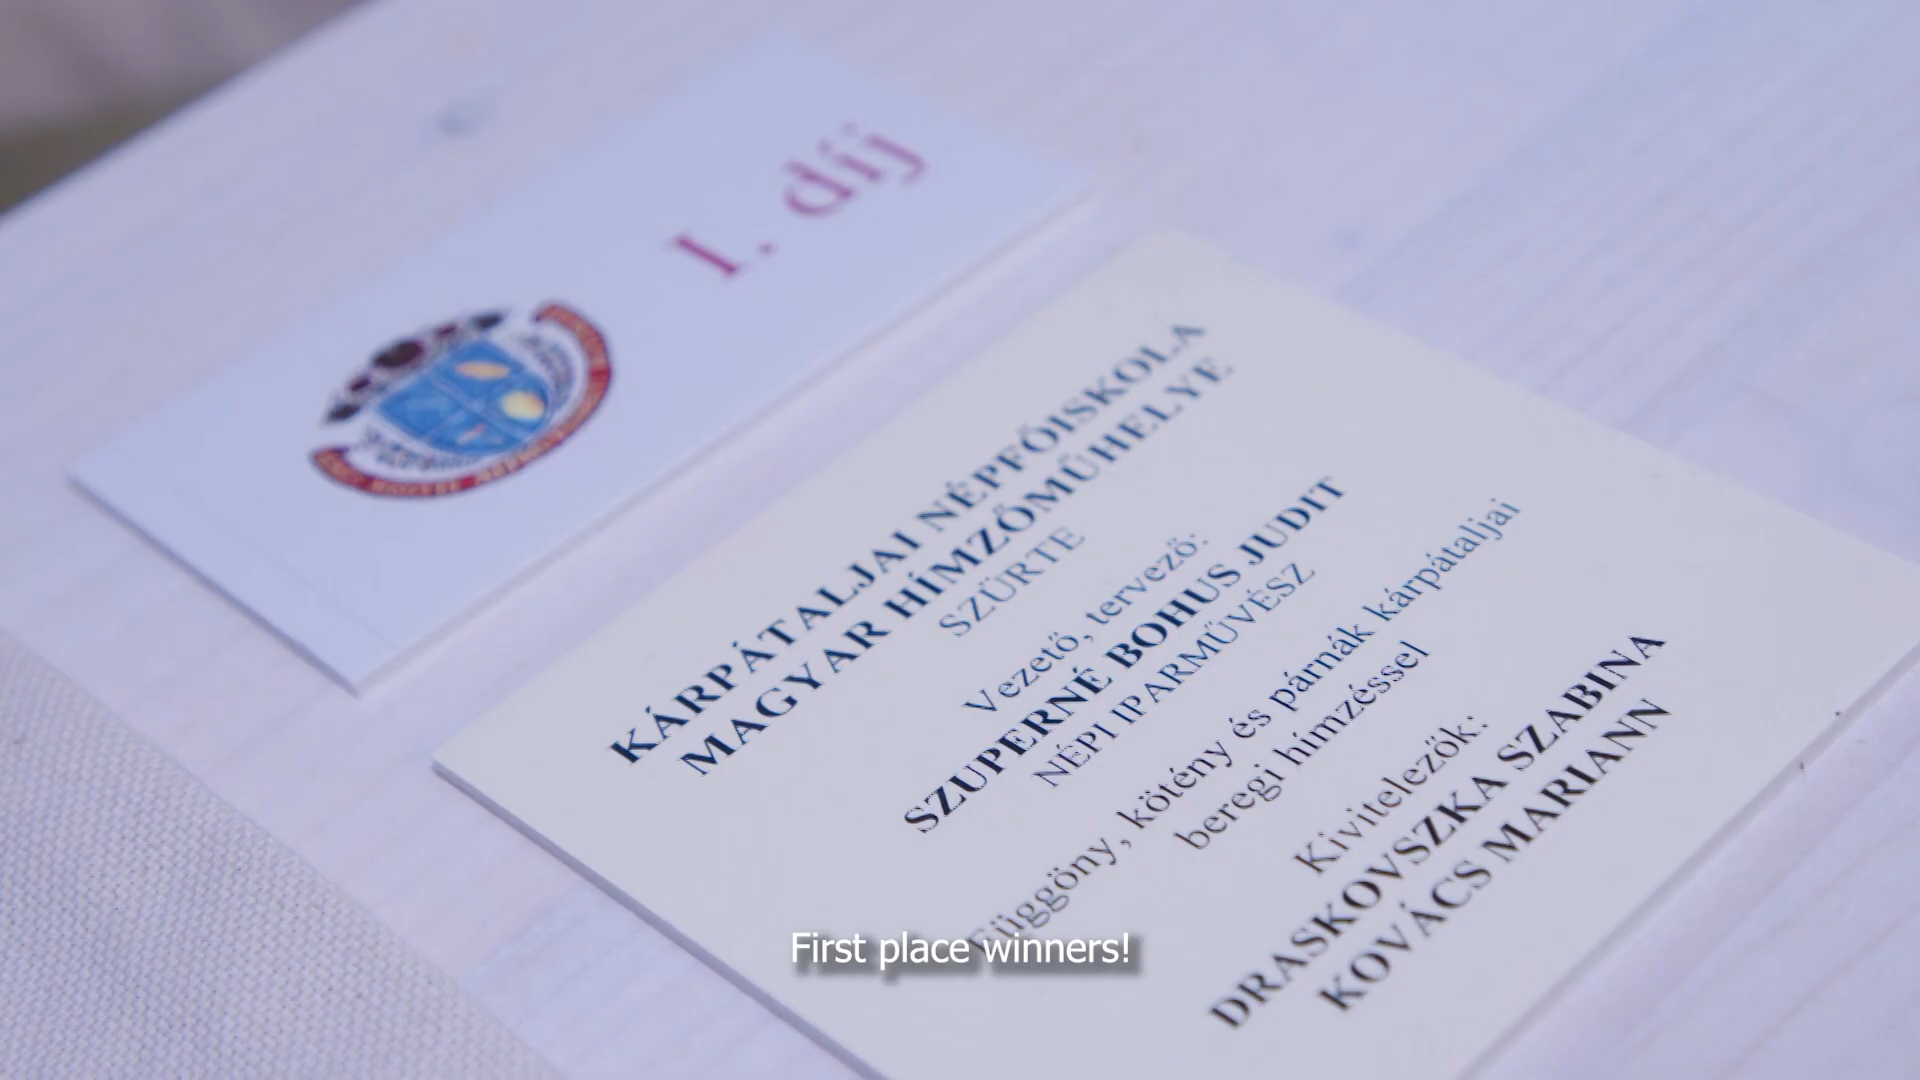 I. díj
KÁRPÁTALJAI NÉPFŐISKOLA
MAGYAR HÍMZŐMŰHELYE
SZÜRTE
Vezető, tervező:
SZUPERNÉ BOHUS JUDIT
NÉPI IPARMŰVÉSZ
Függöny, kötény és párnák kárpátaljai
beregi hímzéssel
Kivitelezők:
DRASKOVSZKA SZABINA
KOVÁCS MARIANN
First place winners!